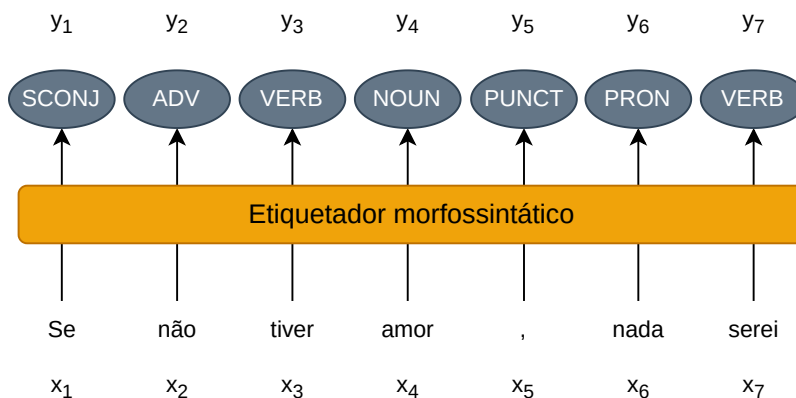 y1 y2 y3 y4 y5 y6 y7
SCONJ ADV VERB NOUN PUNCT PRON VERB
Etiquetador morfossintático
Se não tiver amor , nada serei
x1 x2 x3 x4 x5 x6 x7